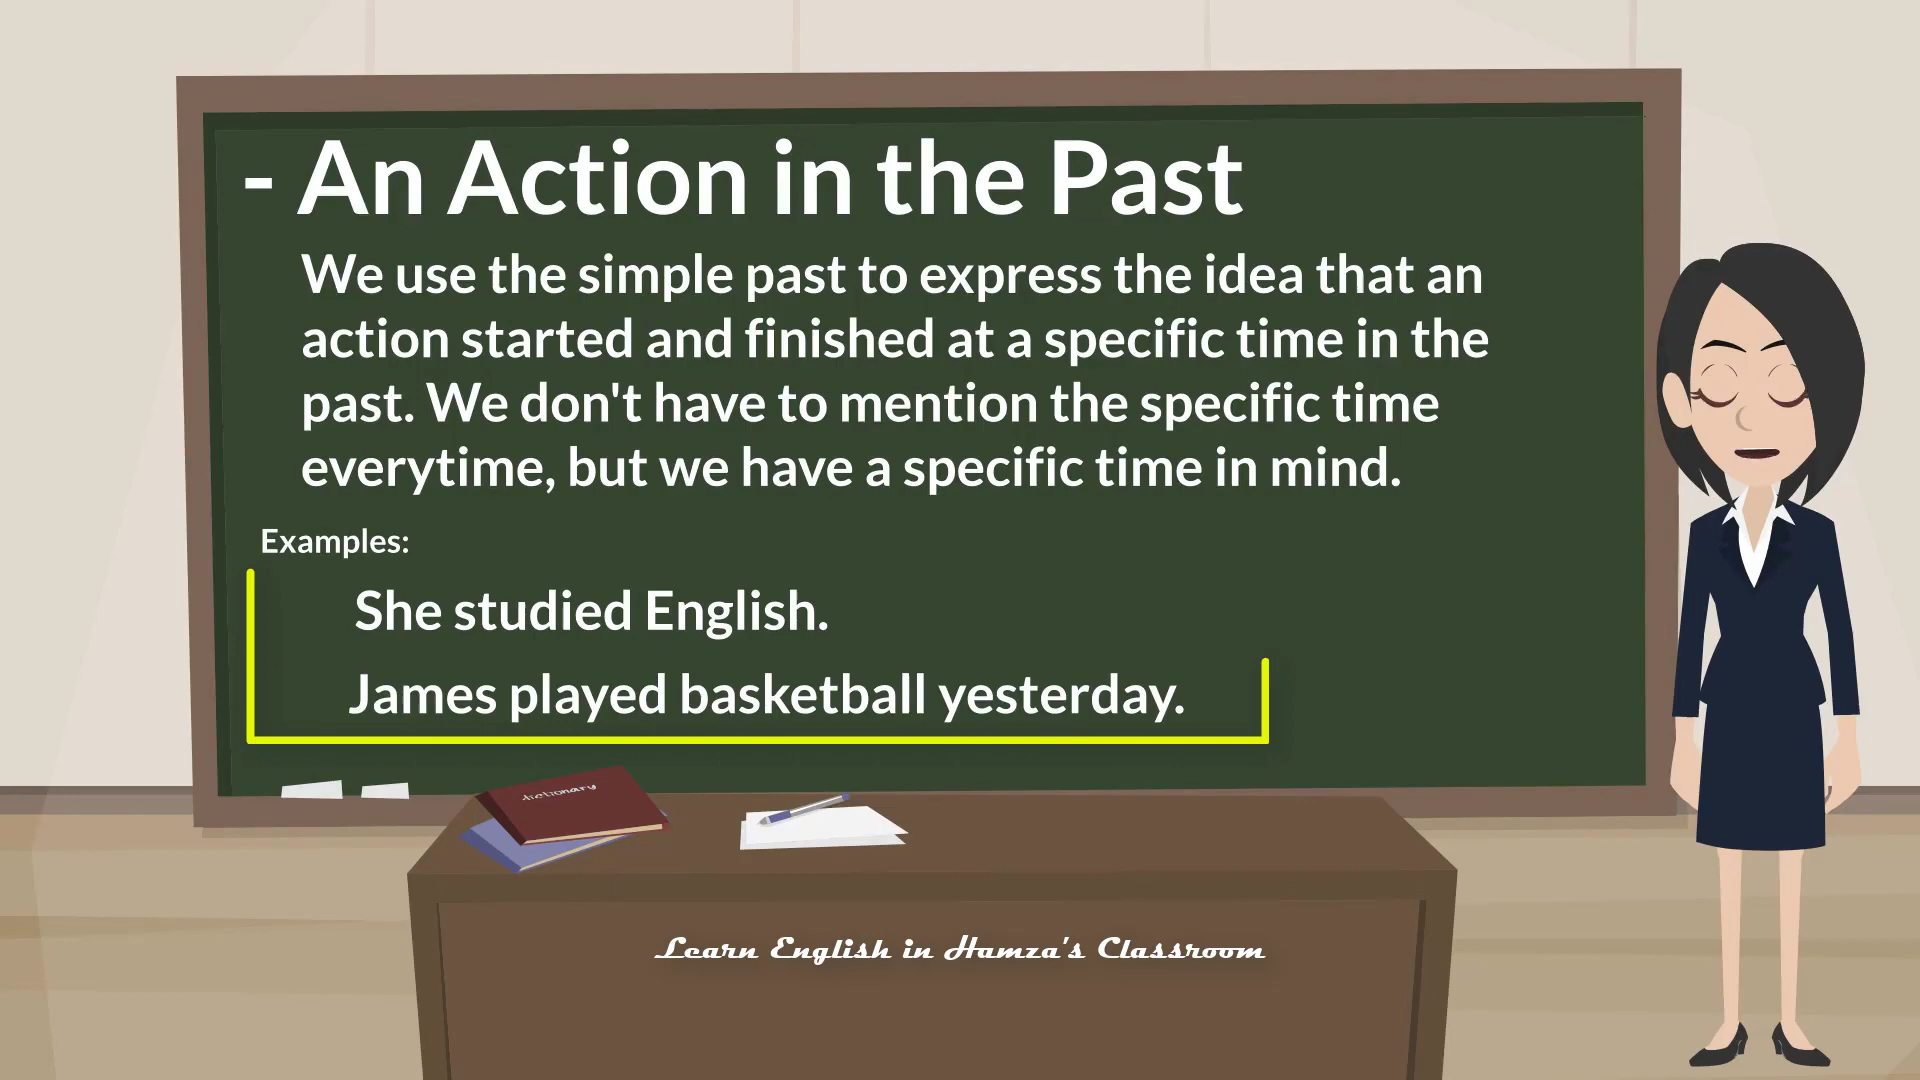 - An Action in the Past
We use the simple past to express the idea that an
action started and finished at a specific time in the
past. We don't have to mention the specific time
everytime, but we have a specific time in mind.
Examples:
She studied English.
James played basketball yesterday.
dictionary
Learn English in Hamza's Classroom